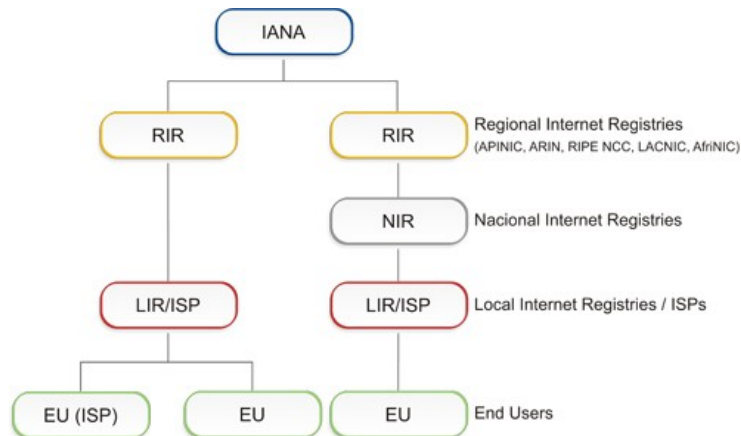 IANA
RIR
RIR
Regional Internet Registries
(APINIC, ARIN, RIPE NCC, LACNIC, AfriNIC)
NIR
Nacional Internet Registries
LIR/ISP
LIR/ISP
Local Internet Registries / ISPs
EU (ISP)
EU
EU
End Users